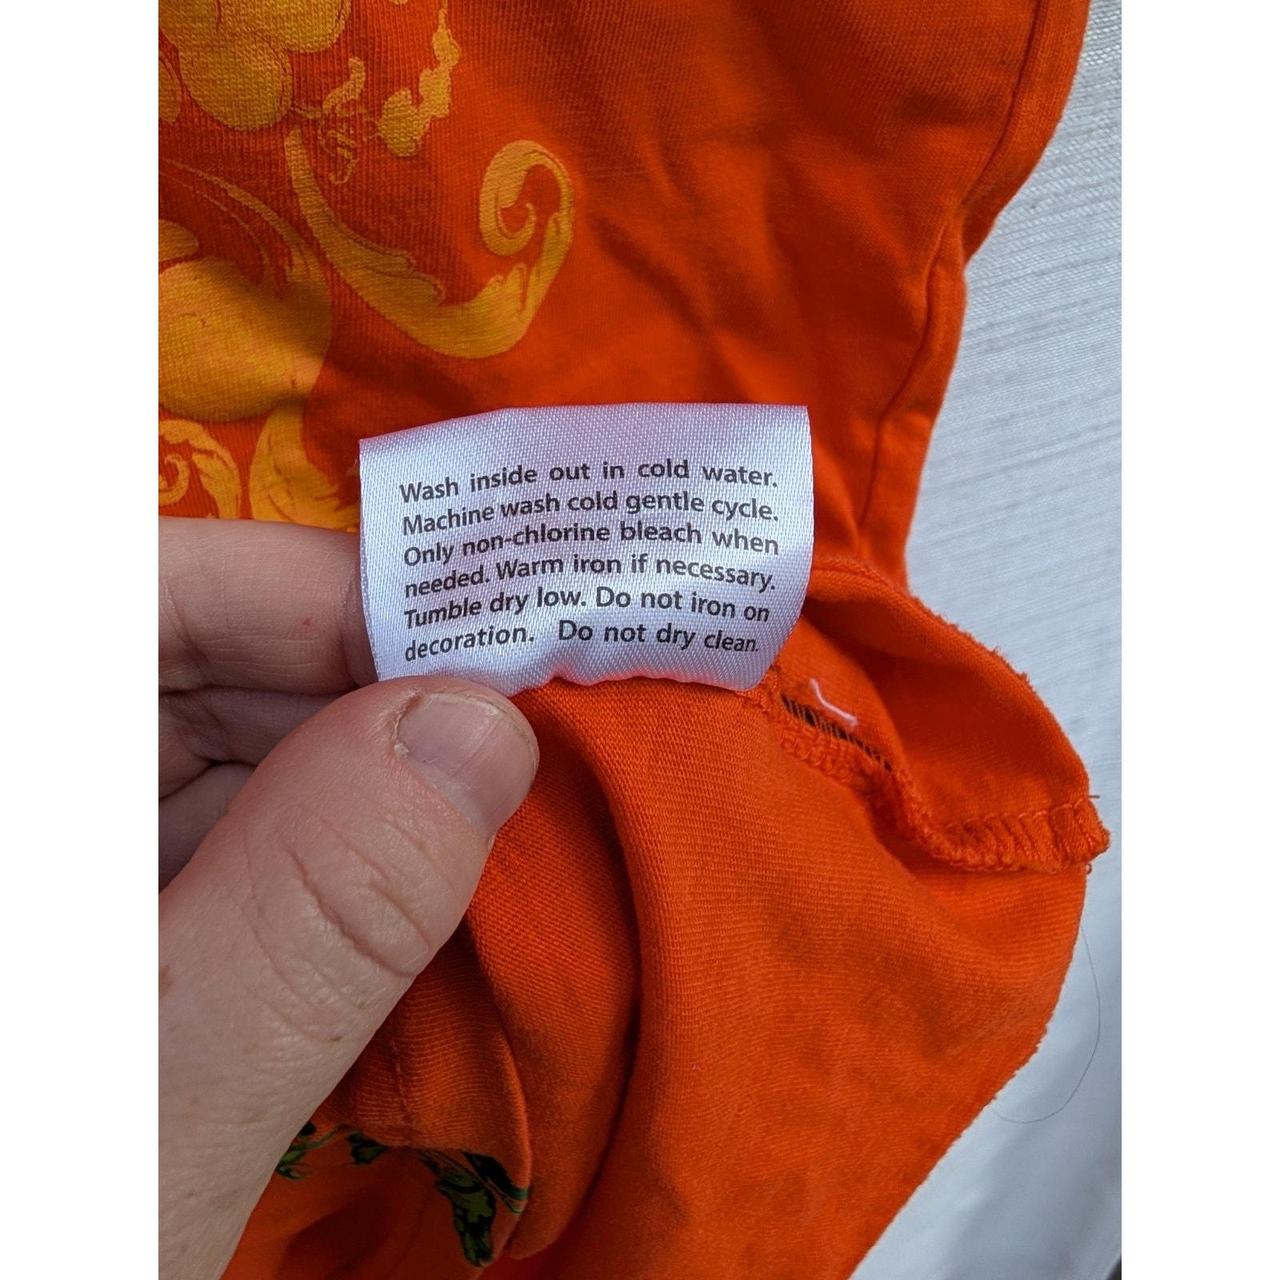 Wash inside out in cold water.
Machine wash cold gentle cycle.
Only non-chlorine bleach when
needed. Warm iron if necessary.
Tumble dry low. Do not iron on
decoration. Do not dry clean.